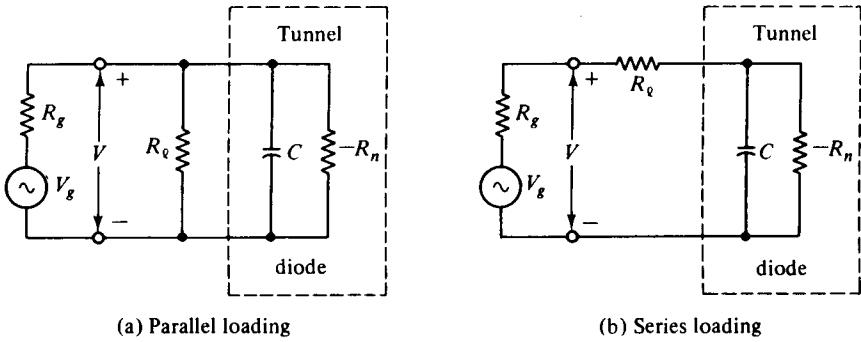 Tunnel
+
R_g
V
R_ℓ
C
−R_n
V_g
−
diode
(a) Parallel loading
Tunnel
+
R_ℓ
R_g
V
C
−R_n
V_g
−
diode
(b) Series loading